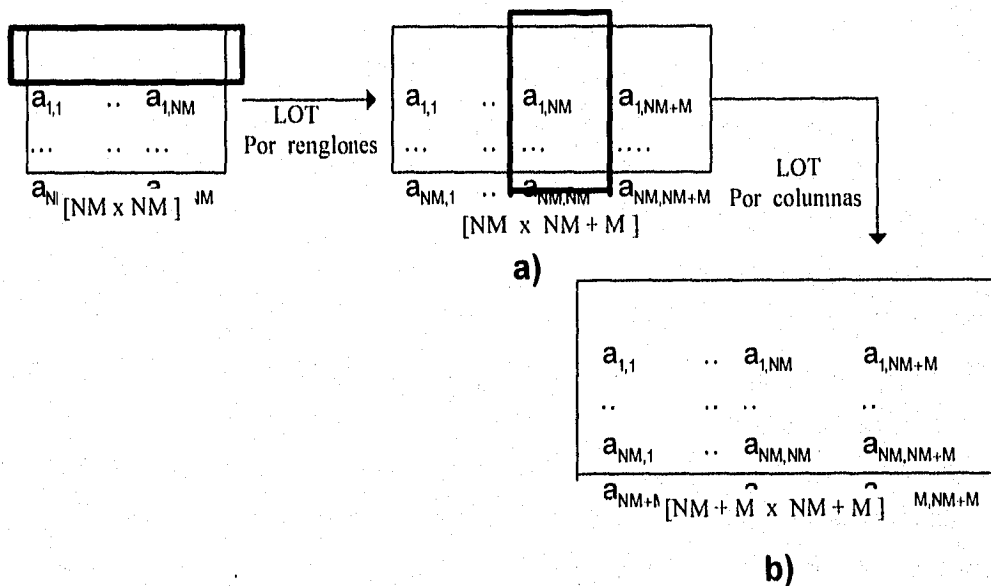 a1,1 .. a1,NM
... .. ...
[NM x NM]
LOT
Por renglones
a1,1 .. a1,NM a1,NM+M
... .. ... ....
aNM,1 .. aNM,NM aNM,NM+M
[NM x NM + M ]
a)
LOT
Por columnas
a1,1 .. a1,NM a1,NM+M
.. .. .. ..
aNM,1 .. aNM,NM aNM,NM+M
[NM + M x NM + M ] M,NM+M
b)